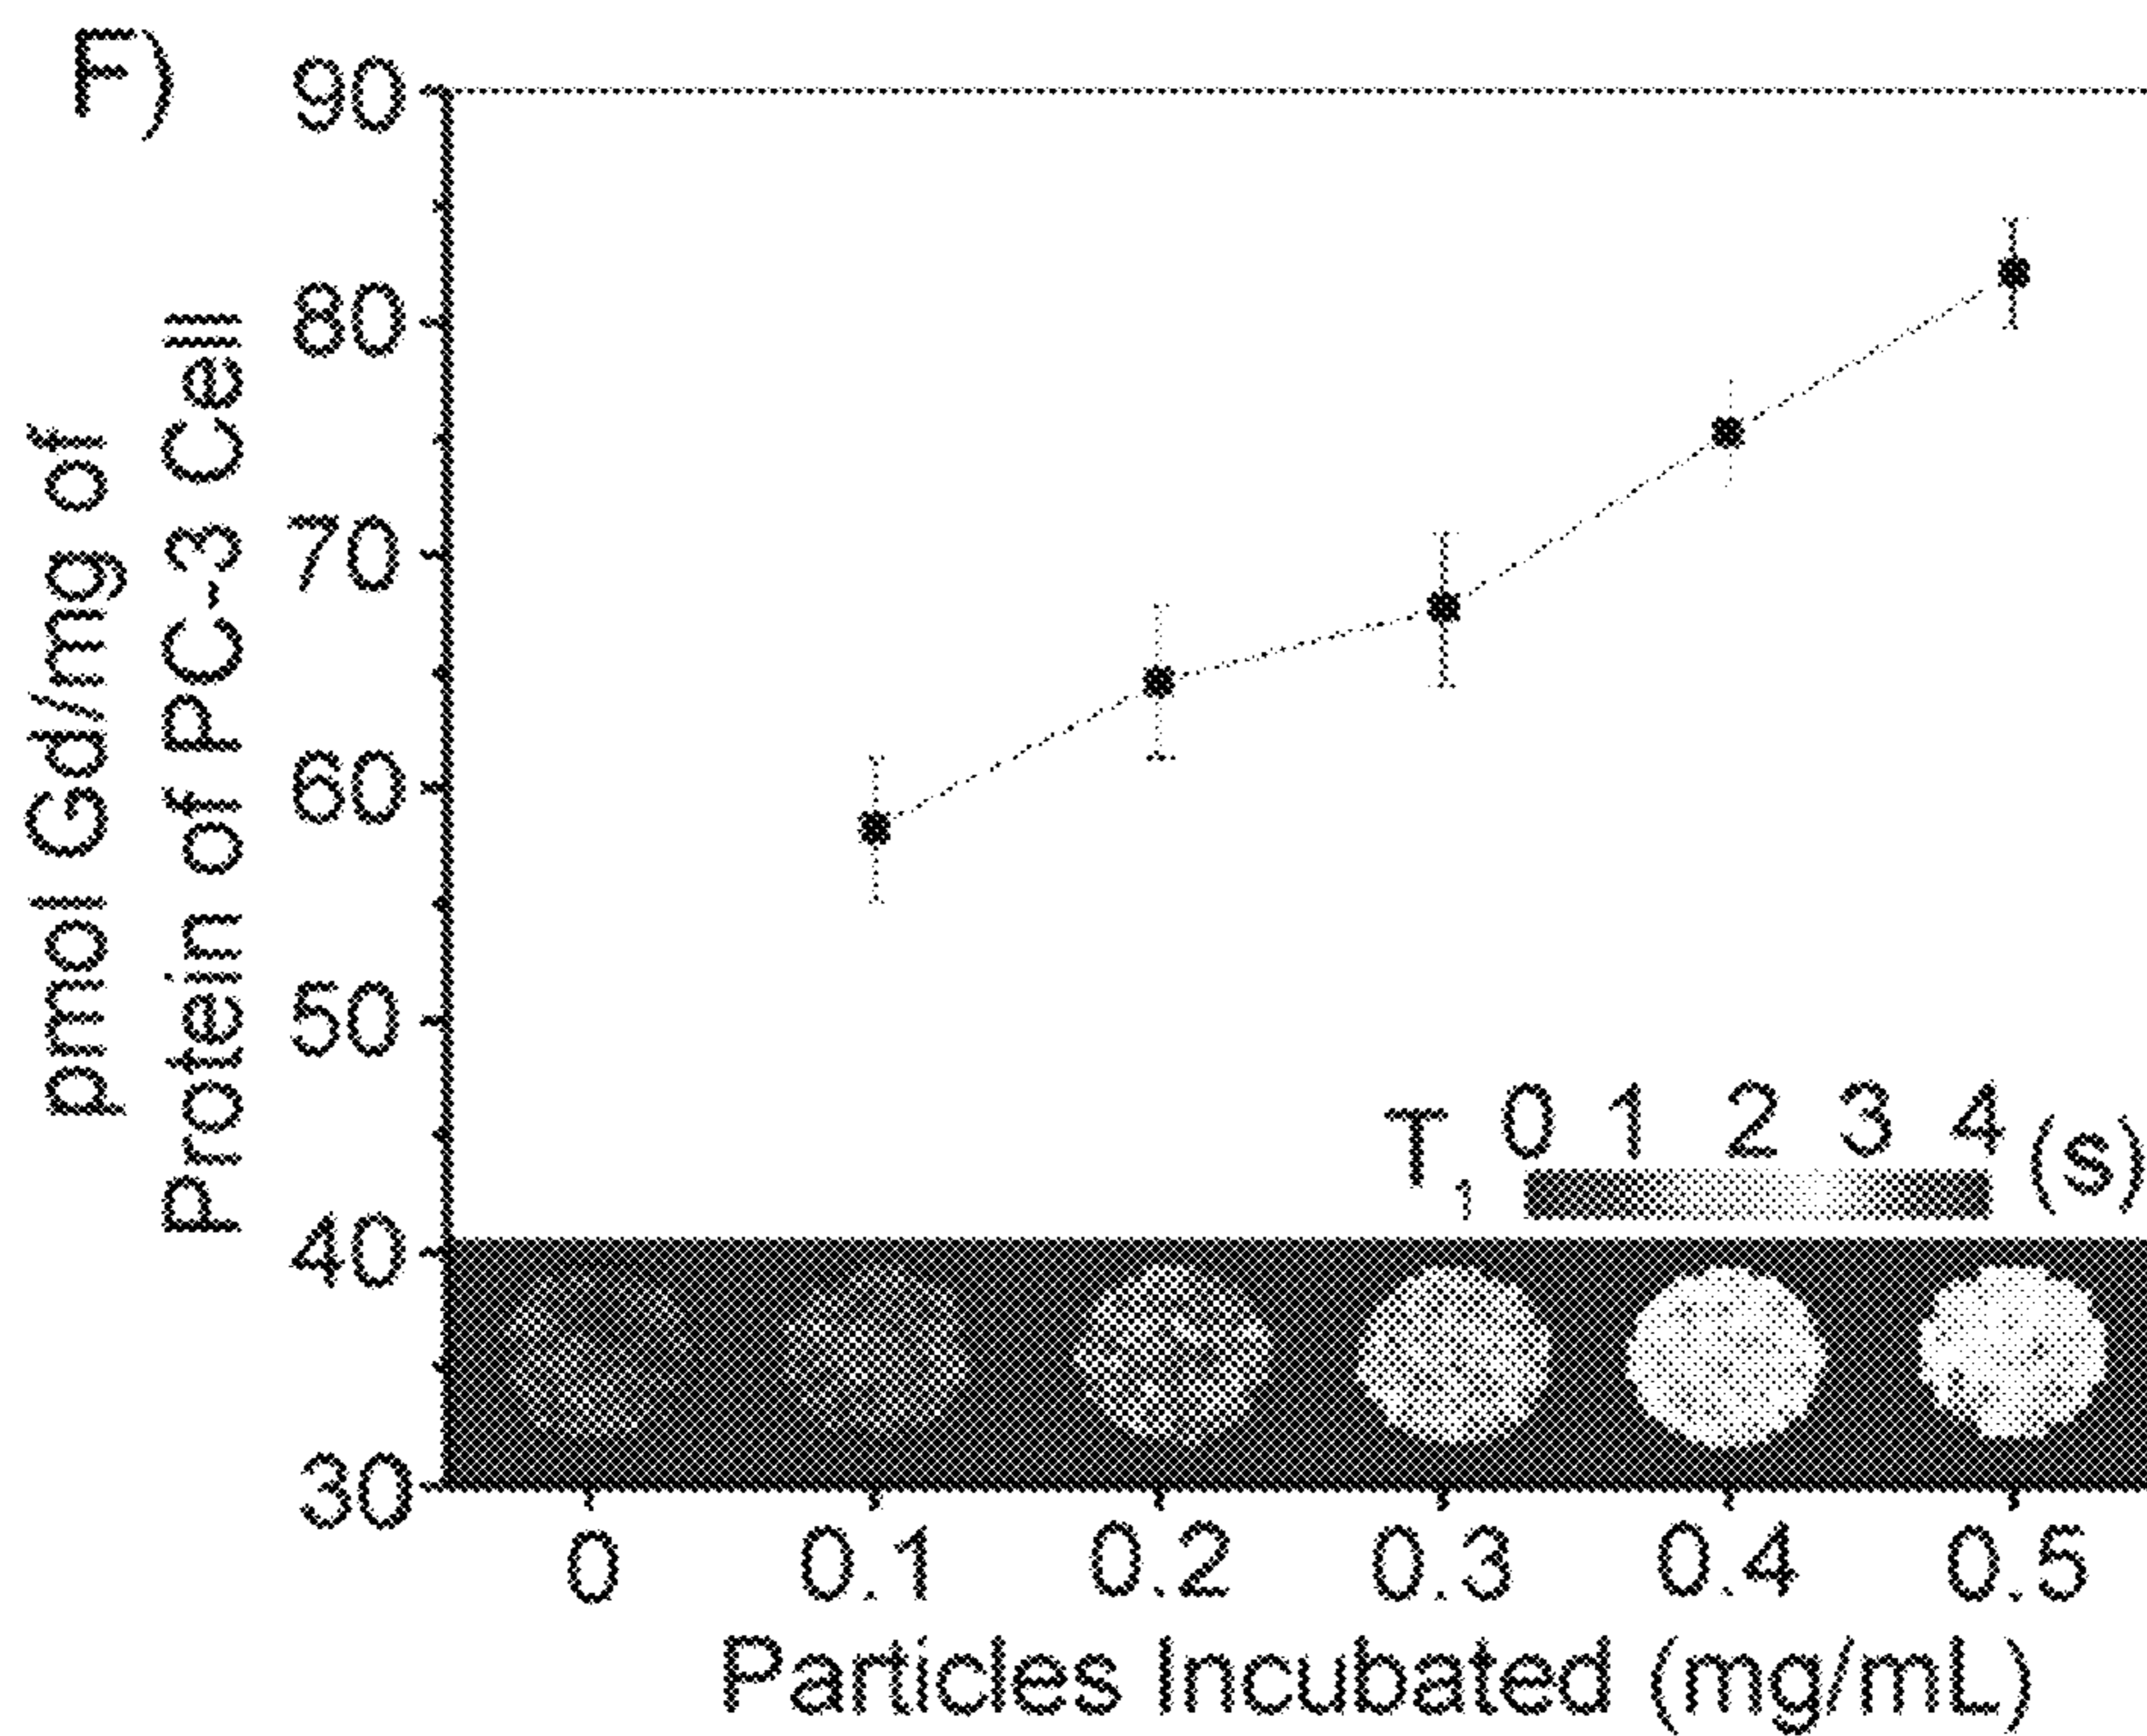 F)
90
80
70
60
50
40
30
pmol Gd/mg of
Protein of PC-3 Cell
T1 0 1 2 3 4 (s)
0 0.1 0.2 0.3 0.4 0.5
Particles Incubated (mg/mL)